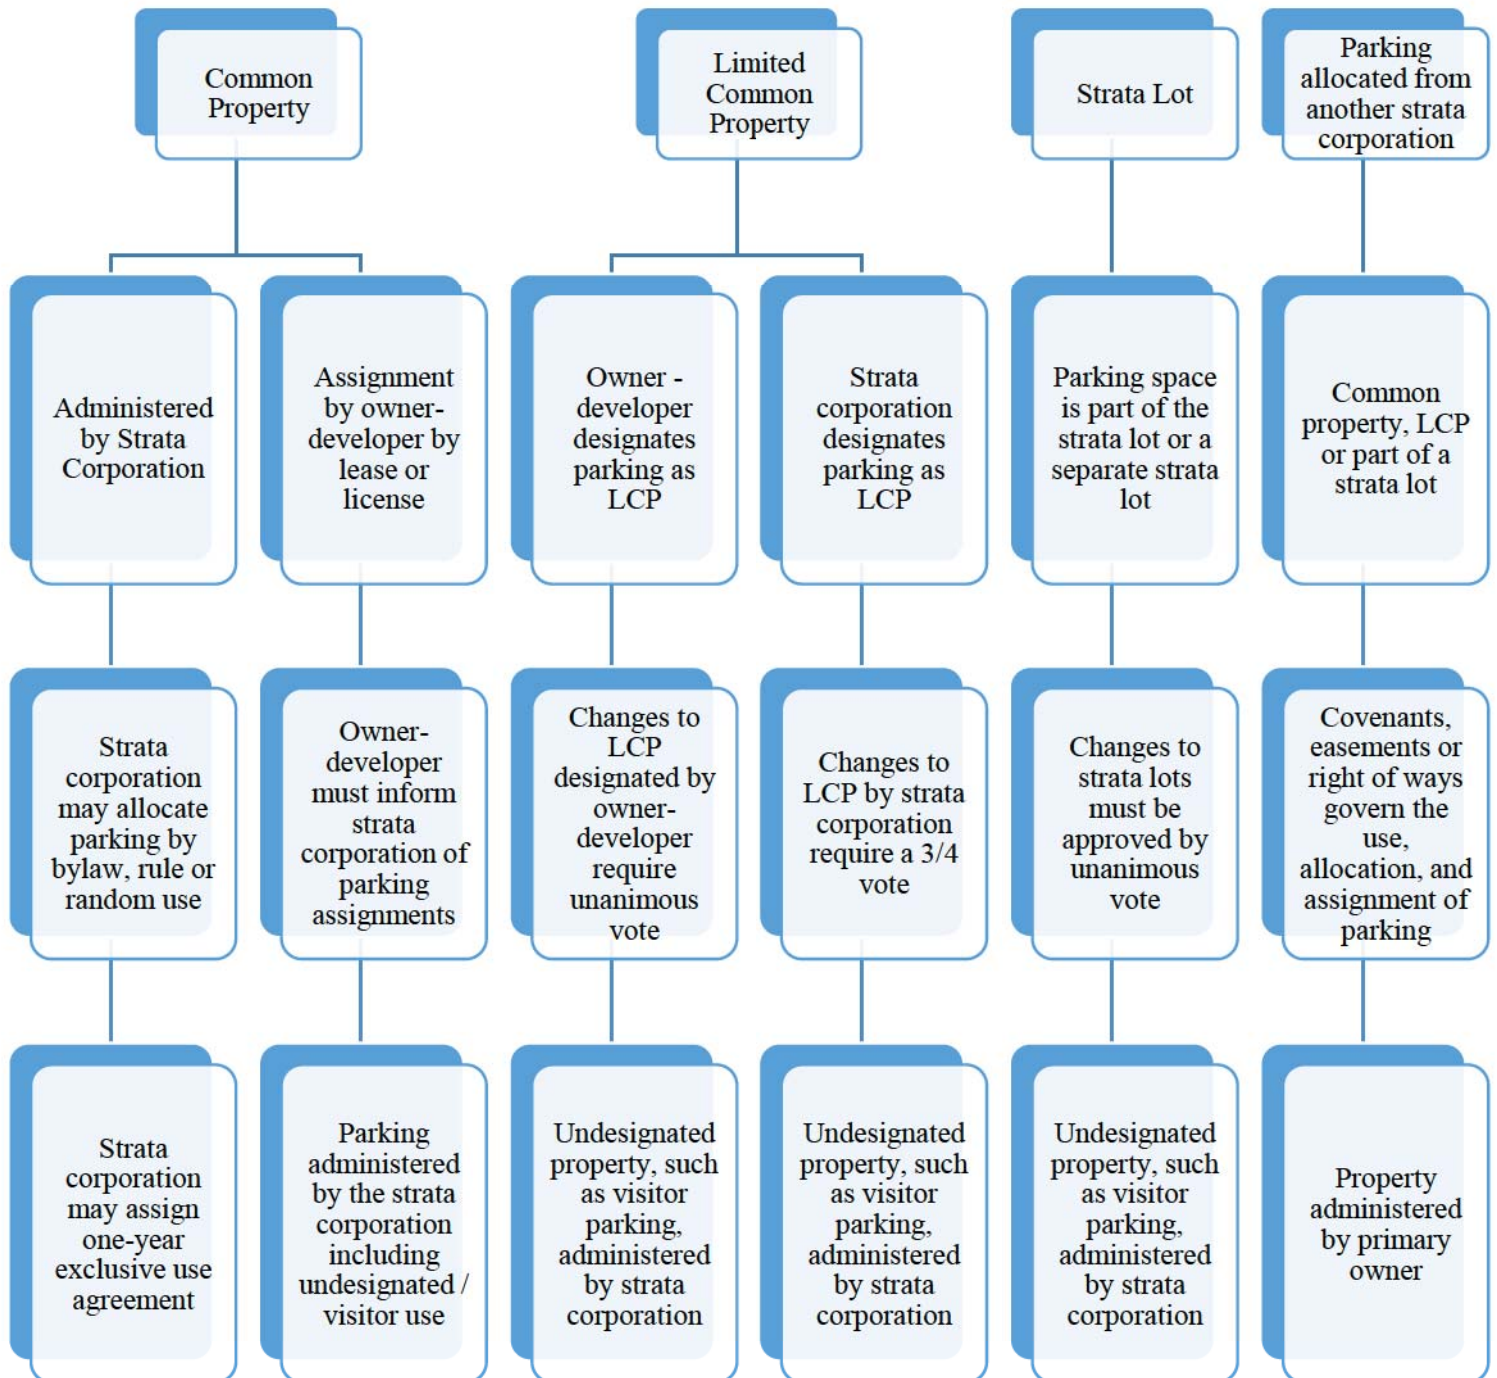 Common
Property
Limited
Common
Property
Strata Lot
Parking
allocated from
another strata
corporation
Administered
by Strata
Corporation
Assignment
by owner-
developer by
lease or
license
Owner -
developer
designates
parking as
LCP
Strata
corporation
designates
parking as
LCP
Parking space
is part of the
strata lot or a
separate strata
lot
Common
property, LCP
or part of a
strata lot
Strata
corporation
may allocate
parking by
bylaw, rule or
random use
Owner-
developer
must inform
strata
corporation of
parking
assignments
Changes to
LCP
designated by
owner-
developer
require
unanimous
vote
Changes to
LCP by strata
corporation
require a 3/4
vote
Changes to
strata lots
must be
approved by
unanimous
vote
Covenants,
easements or
right of ways
govern the
use,
allocation, and
assignment of
parking
Strata
corporation
may assign
one-year
exclusive use
agreement
Parking
administered
by the strata
corporation
including
undesignated /
visitor use
Undesignated
property, such
as visitor
parking,
administered
by strata
corporation
Undesignated
property, such
as visitor
parking,
administered
by strata
corporation
Undesignated
property, such
as visitor
parking,
administered
by strata
corporation
Property
administered
by primary
owner